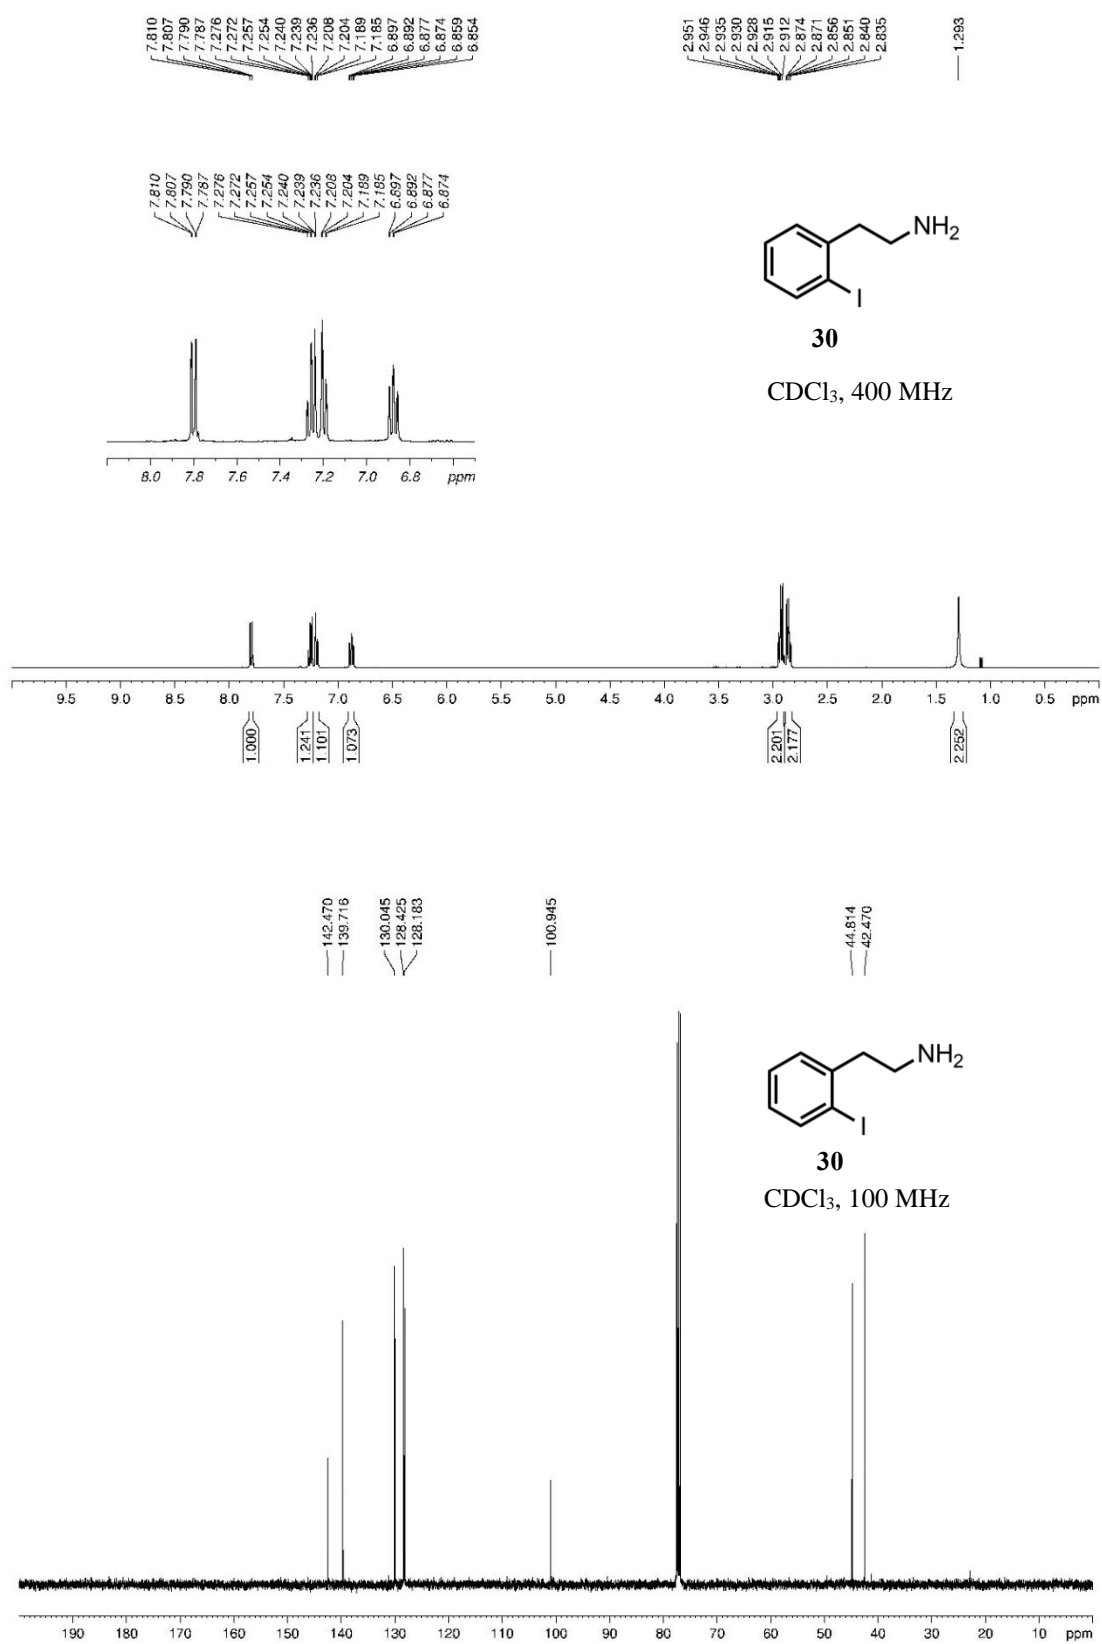 7.810 7.807 7.790 7.787 7.276 7.272 7.257 7.254 7.240 7.239 7.236 7.208 7.204 7.189 7.185 6.897 6.892 6.877 6.874 6.859 6.854 2.951 2.946 2.935 2.930 2.928 2.915 2.912 2.874 2.871 2.856 2.851 2.840 2.835 1.293
7.810 7.807 7.790 7.787 7.276 7.272 7.257 7.254 7.240 7.239 7.236 7.208 7.204 7.189 7.185 6.897 6.892 6.877 6.874
NH2
I
30
CDCl3, 400 MHz
8.0 7.8 7.6 7.4 7.2 7.0 6.8 ppm
9.5 9.0 8.5 8.0 7.5 7.0 6.5 6.0 5.5 5.0 4.5 4.0 3.5 3.0 2.5 2.0 1.5 1.0 0.5 ppm
1.000 1.241 1.101 1.073 2.201 2.177 2.252
142.470 139.716 130.045 128.425 128.183 100.945 44.814 42.470
NH2
I
30
CDCl3, 100 MHz
190 180 170 160 150 140 130 120 110 100 90 80 70 60 50 40 30 20 10 ppm